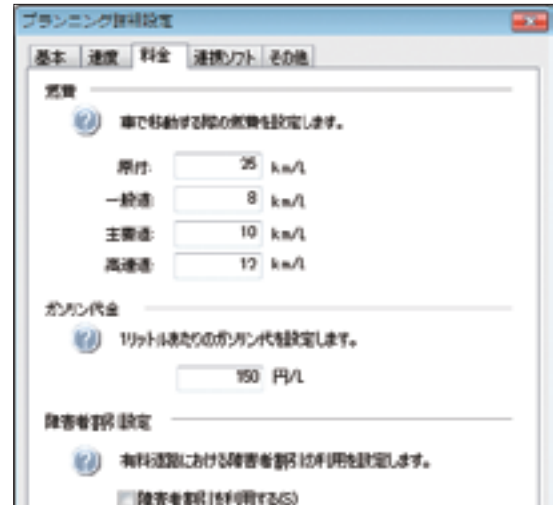 プランニング詳細設定
基本 速度 料金 連携ソフト その他
燃費
車で移動する際の燃費を設定します。
原付: km/L
一般道: 8 km/L
主要道: 10 km/L
高速道: km/L
ガソリン代金
1リットルあたりのガソリン代を設定します。
円/L
障害者割引設定
有料道路における障害者割引の利用を設定します。
障害者割引を利用する(S)